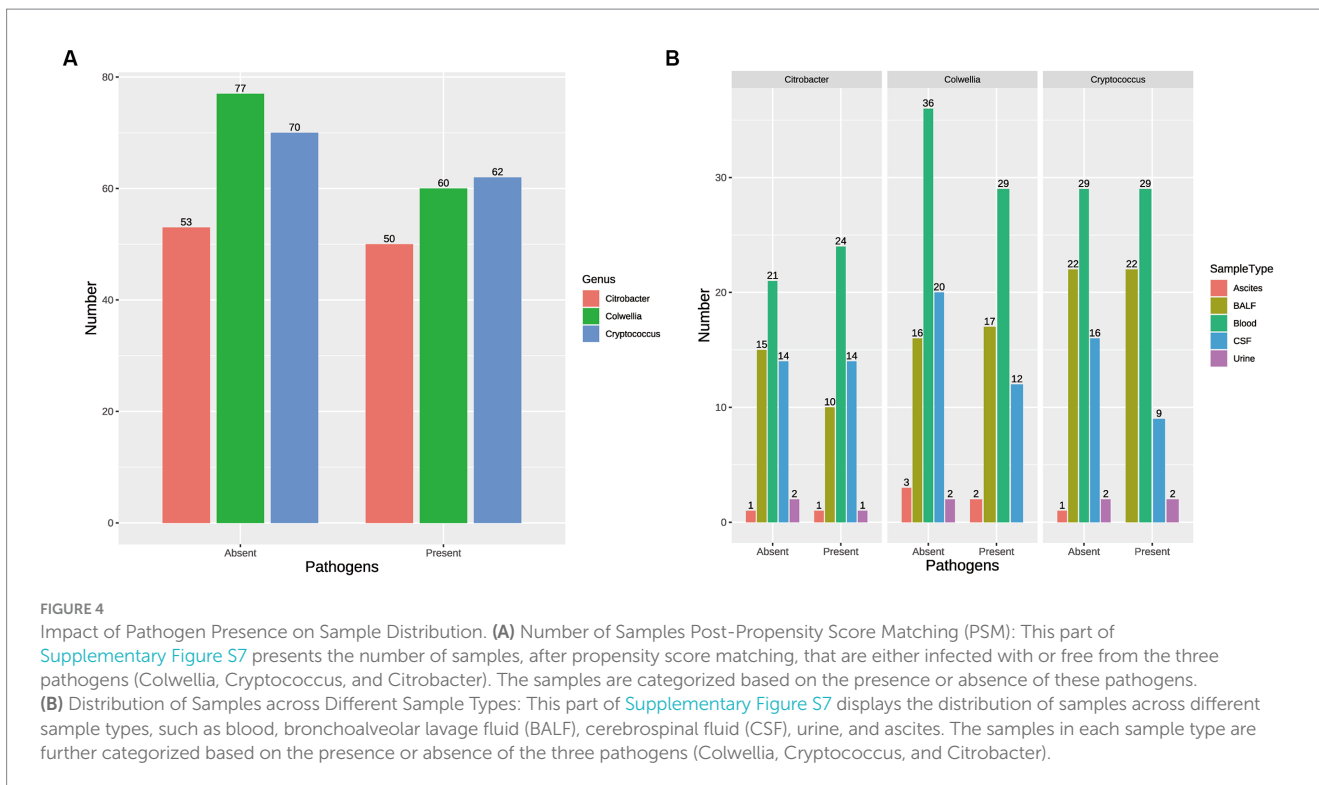 A
80
60
40
20
0
Number
77
70
53
60
62
50
Absent
Present
Pathogens
Genus
Citrobacter
Colwellia
Cryptococcus
B
Citrobacter
Colwellia
Cryptococcus
30
20
10
0
Number
1
15
21
14
2
1
10
24
14
1
3
16
36
20
2
2
17
29
12
1
22
29
16
2
22
29
9
2
Absent
Present
Absent
Present
Absent
Present
Pathogens
SampleType
Ascites
BALF
Blood
CSF
Urine
FIGURE 4
Impact of Pathogen Presence on Sample Distribution. (A) Number of Samples Post-Propensity Score Matching (PSM): This part of
Supplementary Figure S7 presents the number of samples, after propensity score matching, that are either infected with or free from the three
pathogens (Colwellia, Cryptococcus, and Citrobacter). The samples are categorized based on the presence or absence of these pathogens.
(B) Distribution of Samples across Different Sample Types: This part of Supplementary Figure S7 displays the distribution of samples across different
sample types, such as blood, bronchoalveolar lavage fluid (BALF), cerebrospinal fluid (CSF), urine, and ascites. The samples in each sample type are
further categorized based on the presence or absence of the three pathogens (Colwellia, Cryptococcus, and Citrobacter).